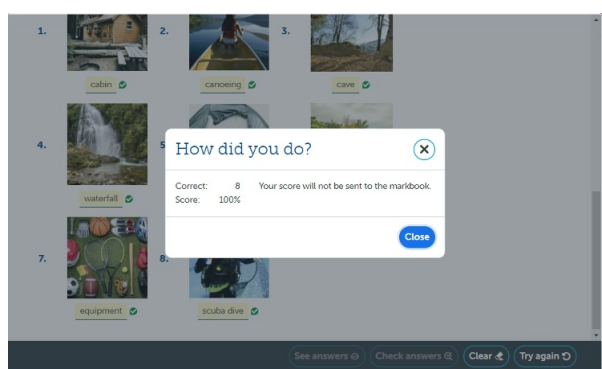 1.
2.
3.
cabin
canoeing
cave
4.
5
How did you do?
Correct: 8 Your score will not be sent to the markbook.
Score: 100%
Close
waterfall
7.
8.
equipment
scuba dive
See answers
Check answers
Clear
Try again